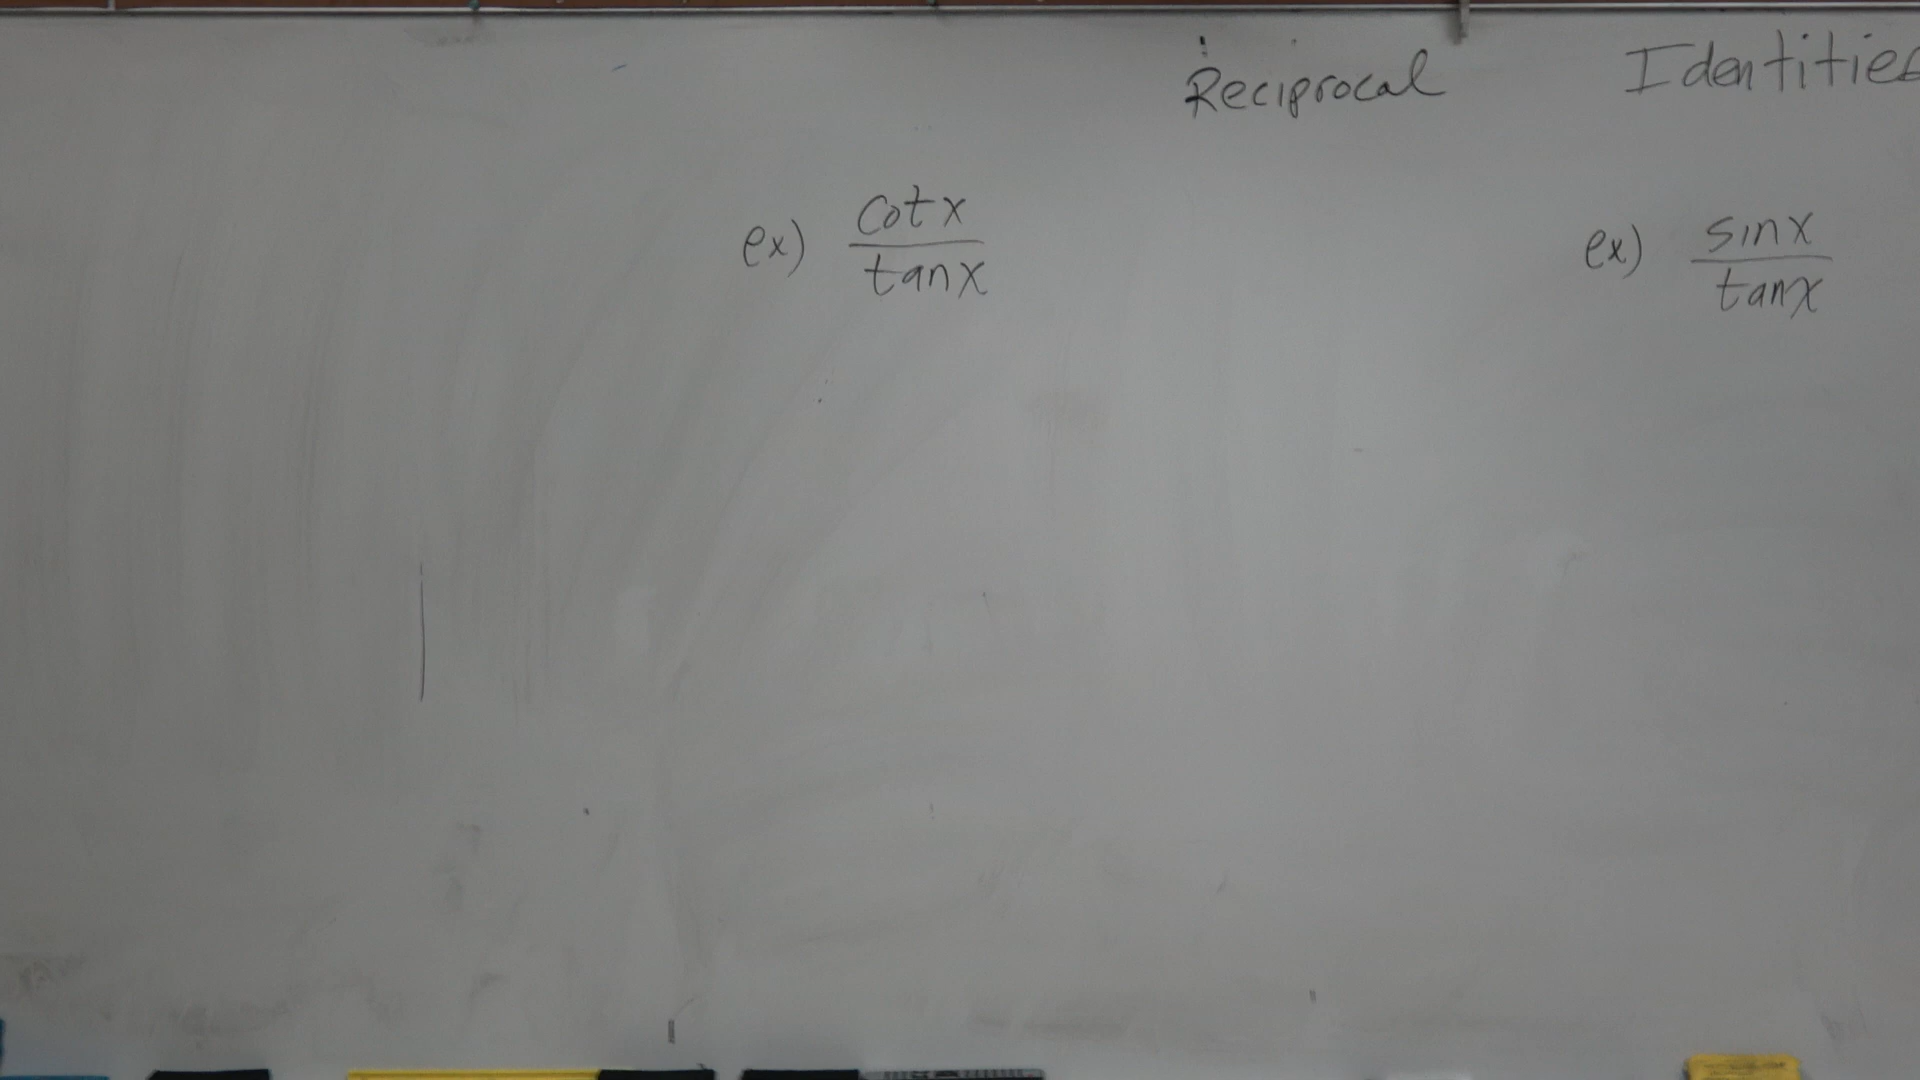 Reciprocal Identities
ex) cot x / tan x
ex) sin x / tan x